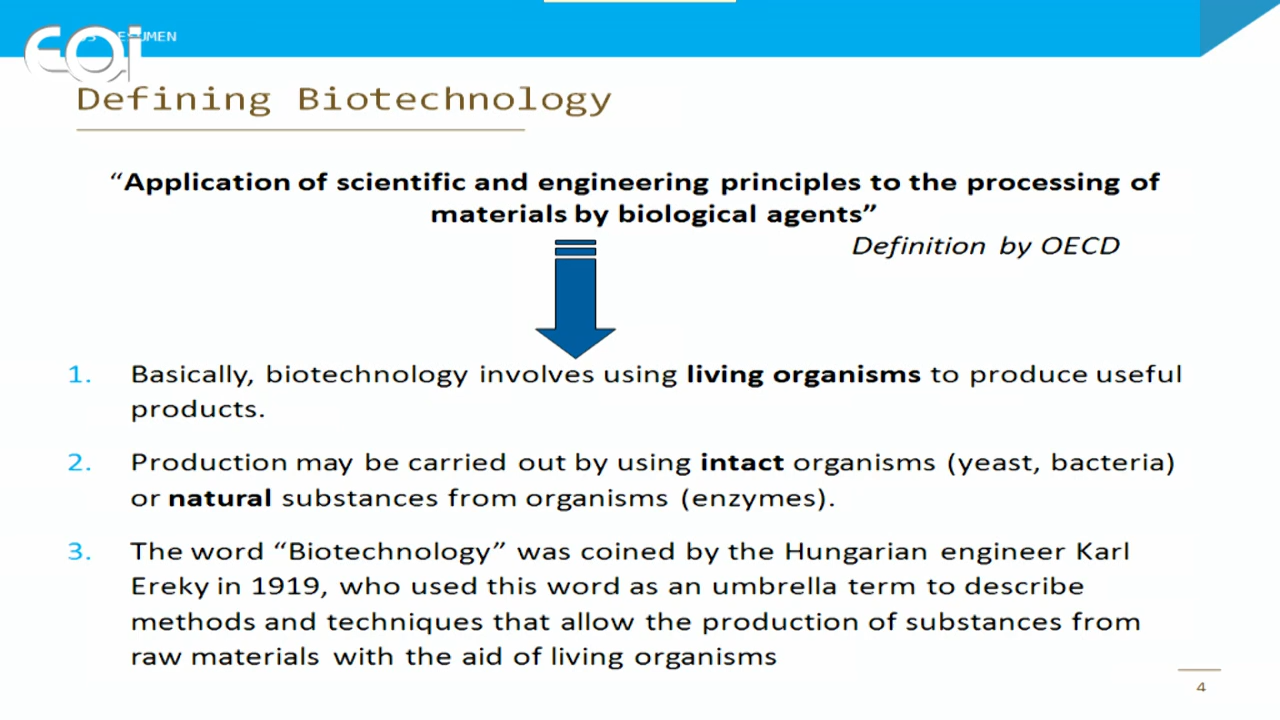 eoi
Defining Biotechnology
“Application of scientific and engineering principles to the processing of
materials by biological agents”
Definition by OECD
1. Basically, biotechnology involves using living organisms to produce useful
products.
2. Production may be carried out by using intact organisms (yeast, bacteria)
or natural substances from organisms (enzymes).
3. The word “Biotechnology” was coined by the Hungarian engineer Karl
Ereky in 1919, who used this word as an umbrella term to describe
methods and techniques that allow the production of substances from
raw materials with the aid of living organisms
4